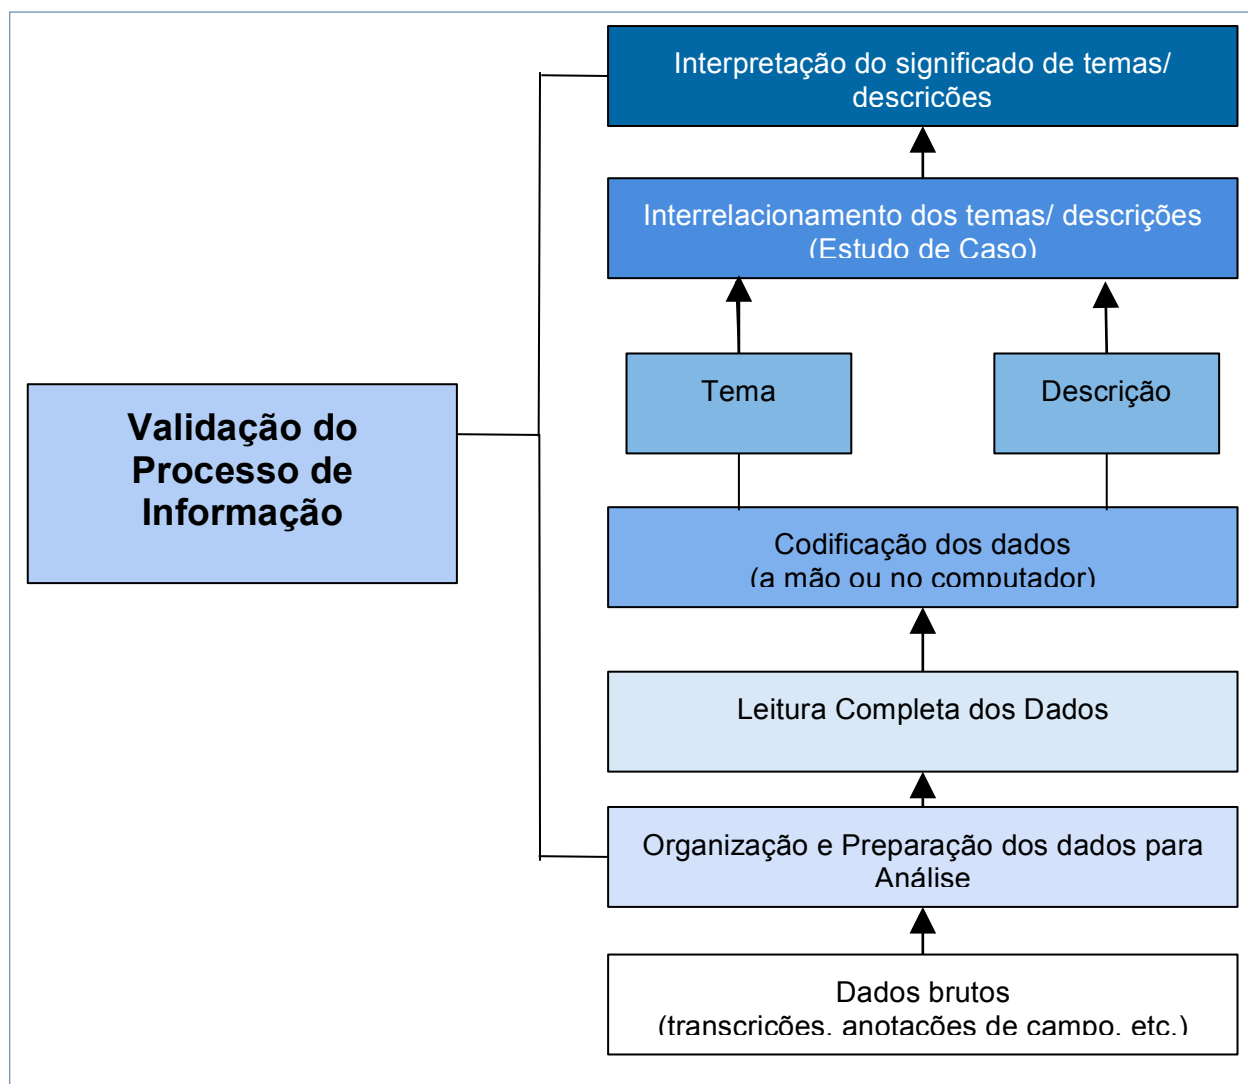 Interpretação do significado de temas/
descrições
Interrelacionamento dos temas/ descrições
(Estudo de Caso)
Tema
Descrição
Validação do
Processo de
Informação
Codificação dos dados
(a mão ou no computador)
Leitura Completa dos Dados
Organização e Preparação dos dados para
Análise
Dados brutos
(transcrições, anotações de campo, etc.)